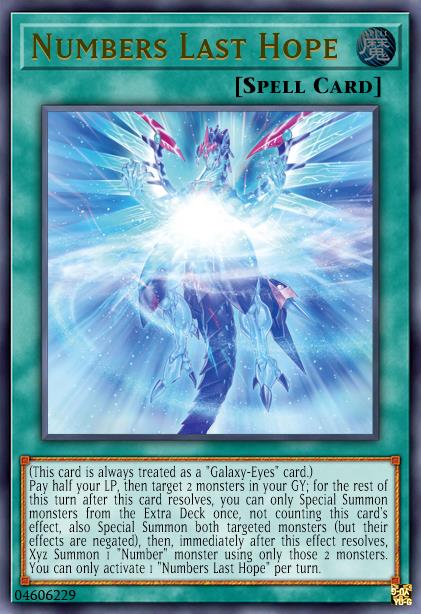 NUMBERS LAST HOPE
魔
[SPELL CARD]
(This card is always treated as a "Galaxy-Eyes" card.)
Pay half your LP, then target 2 monsters in your GY; for the rest of
this turn after this card resolves, you can only Special Summon
monsters from the Extra Deck once, not counting this card's
effect, also Special Summon both targeted monsters (but their
effects are negated), then, immediately after this effect resolves,
Xyz Summon 1 "Number" monster using only those 2 monsters.
You can only activate 1 "Numbers Last Hope" per turn.
04606229